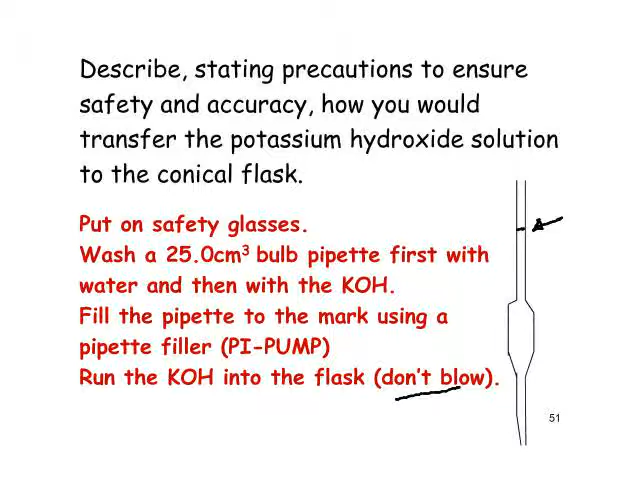 Describe, stating precautions to ensure
safety and accuracy, how you would
transfer the potassium hydroxide solution
to the conical flask.
Put on safety glasses.
Wash a 25.0cm³ bulb pipette first with
water and then with the KOH.
Fill the pipette to the mark using a
pipette filler (PI-PUMP)
Run the KOH into the flask (don't blow).
51